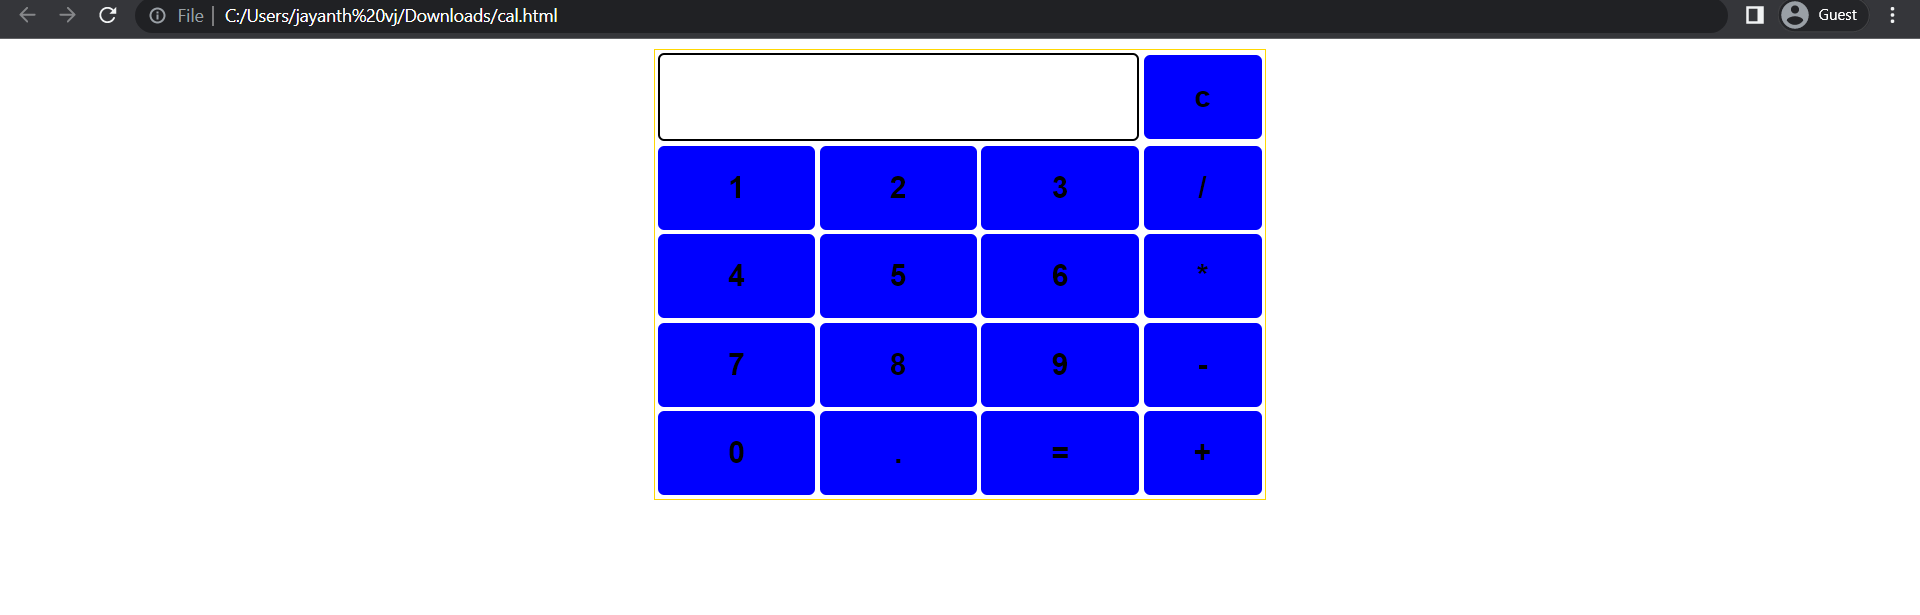 File | C:/Users/jayanth%20vj/Downloads/cal.html Guest
c
1 2 3 /
4 5 6 *
7 8 9 -
0 . = +